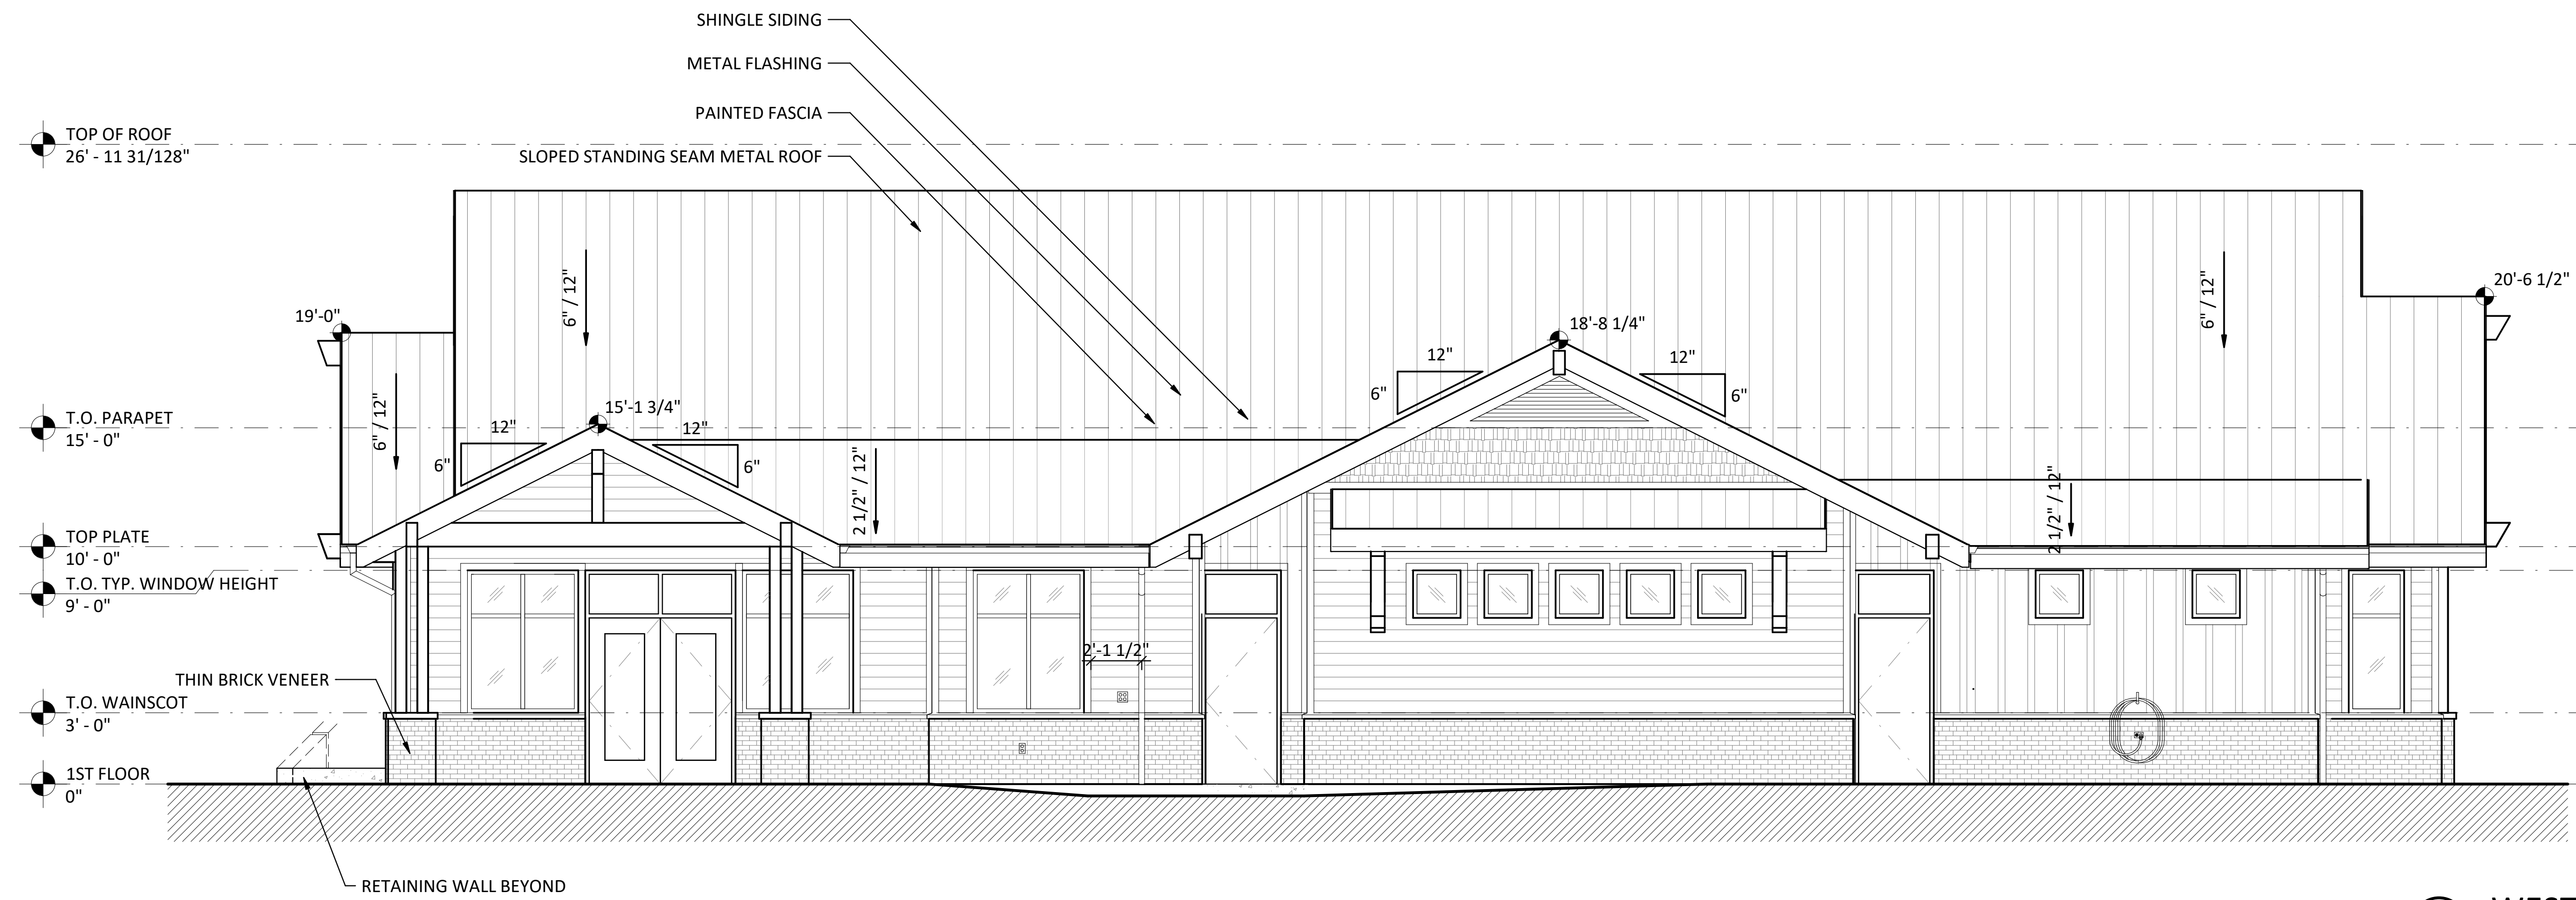 SHINGLE SIDING
METAL FLASHING
PAINTED FASCIA
SLOPED STANDING SEAM METAL ROOF
TOP OF ROOF
26' - 11 31/128"
T.O. PARAPET
15' - 0"
TOP PLATE
10' - 0"
T.O. TYP. WINDOW HEIGHT
9' - 0"
T.O. WAINSCOT
3' - 0"
1ST FLOOR
0"
19'-0"
6" / 12"
6" / 12"
12"
6"
15'-1 3/4"
12"
6"
2 1/2" / 12"
12"
6"
18'-8 1/4"
12"
6"
6" / 12"
20'-6 1/2"
2 1/2" / 12"
2'-1 1/2"
THIN BRICK VENEER
RETAINING WALL BEYOND